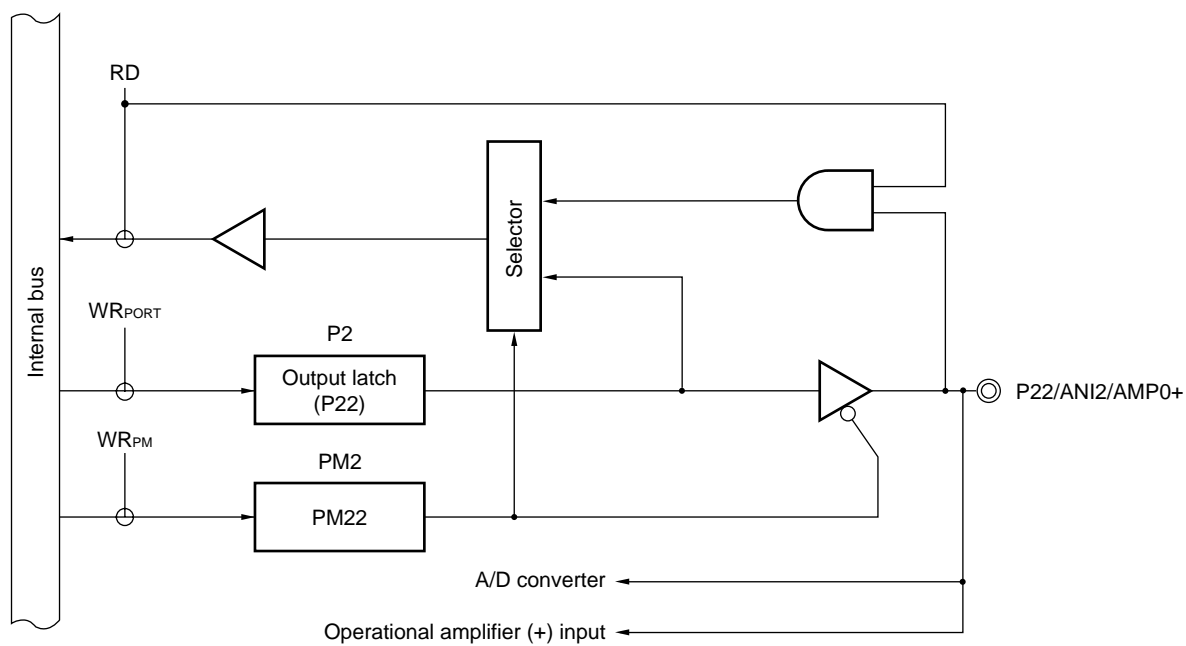 RD
Selector
Internal bus
WRPORT
P2
Output latch
(P22)
P22/ANI2/AMP0+
WRPM
PM2
PM22
A/D converter
Operational amplifier (+) input